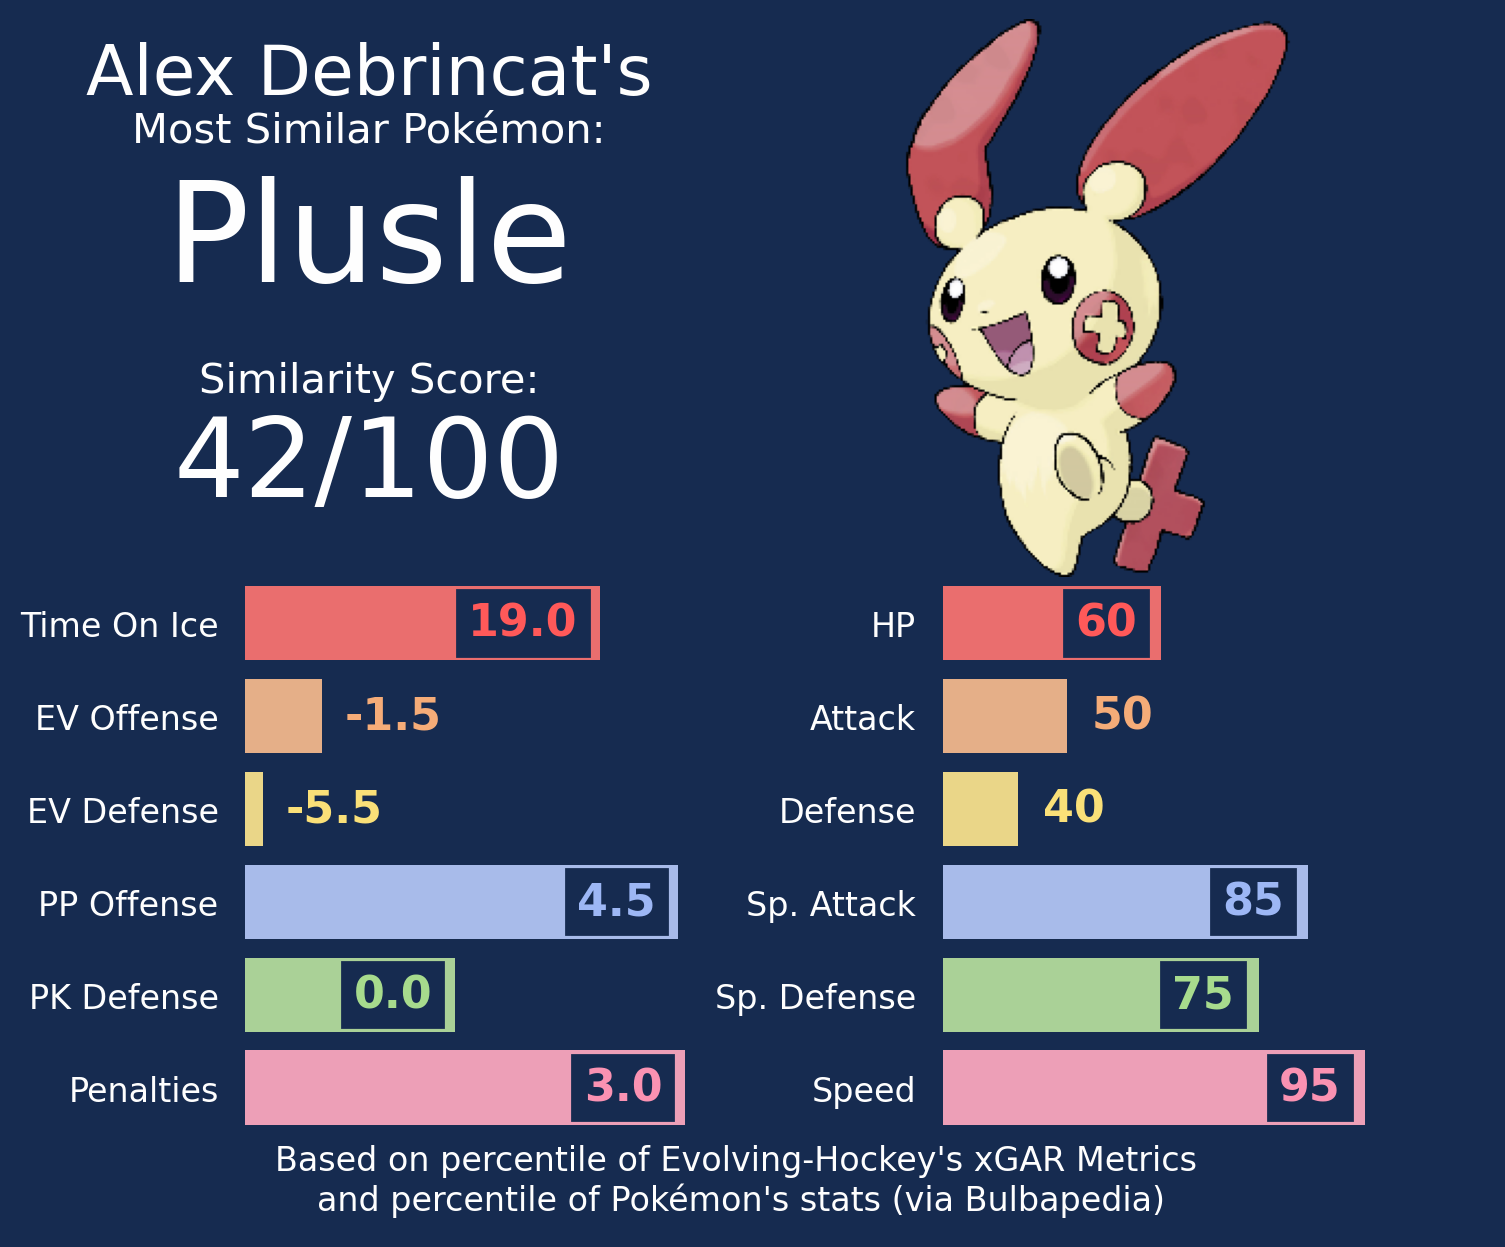 Alex Debrincat's
Most Similar Pokémon:
Plusle
Similarity Score:
42/100
Time On Ice 19.0
EV Offense -1.5
EV Defense -5.5
PP Offense 4.5
PK Defense 0.0
Penalties 3.0
HP 60
Attack 50
Defense 40
Sp. Attack 85
Sp. Defense 75
Speed 95
Based on percentile of Evolving-Hockey's xGAR Metrics
and percentile of Pokémon's stats (via Bulbapedia)